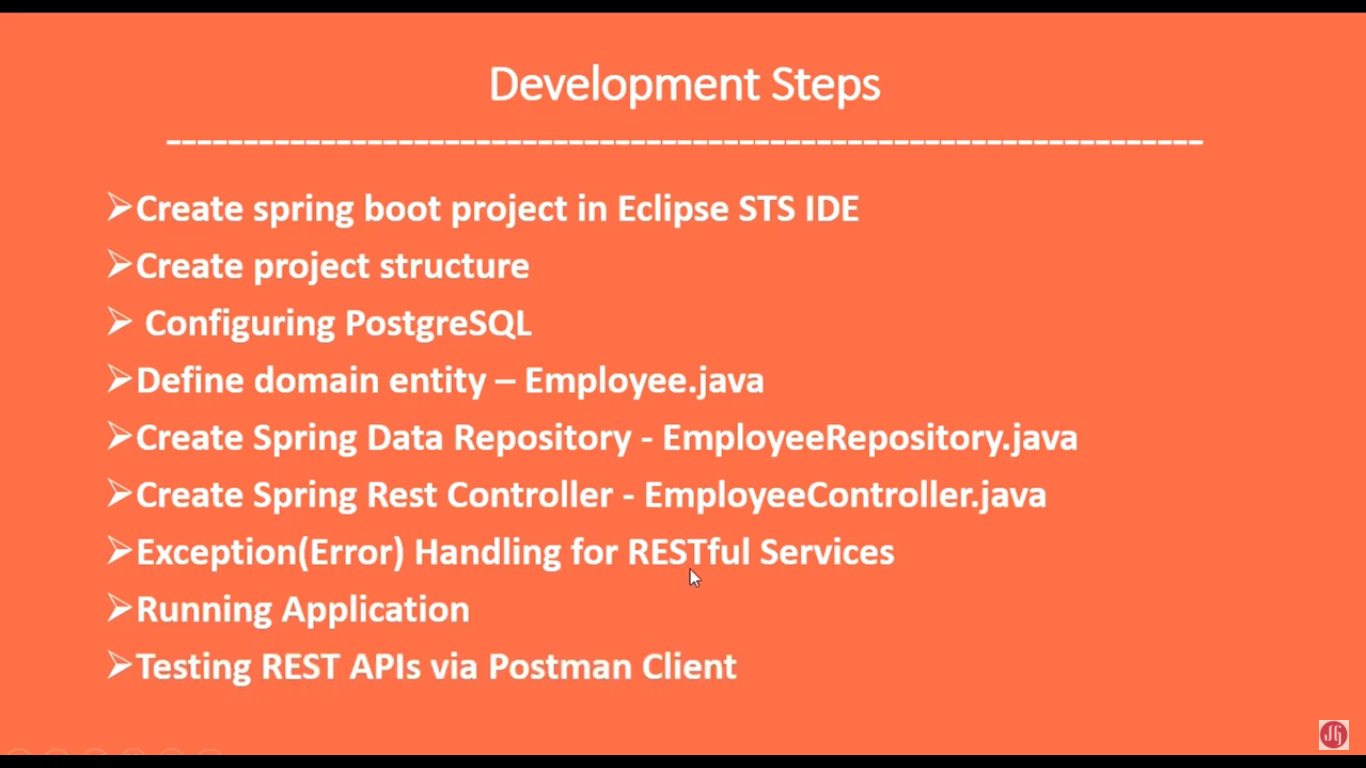 Development Steps
--------------------------------------------------------------------
➢Create spring boot project in Eclipse STS IDE
➢Create project structure
➢ Configuring PostgreSQL
➢Define domain entity – Employee.java
➢Create Spring Data Repository - EmployeeRepository.java
➢Create Spring Rest Controller - EmployeeController.java
➢Exception(Error) Handling for RESTful Services
➢Running Application
➢Testing REST APIs via Postman Client